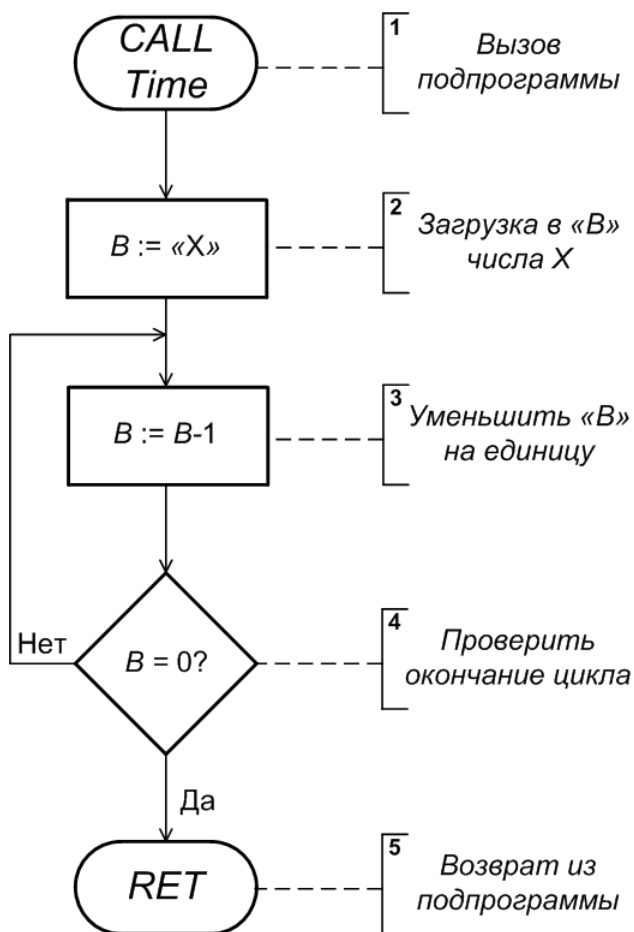 CALL
Time
1
Вызов
подпрограммы
B := «X»
2
Загрузка в «В»
числа X
B := B-1
3
Уменьшить «В»
на единицу
Нет
B = 0?
4
Проверить
окончание цикла
Да
RET
5
Возврат из
подпрограммы